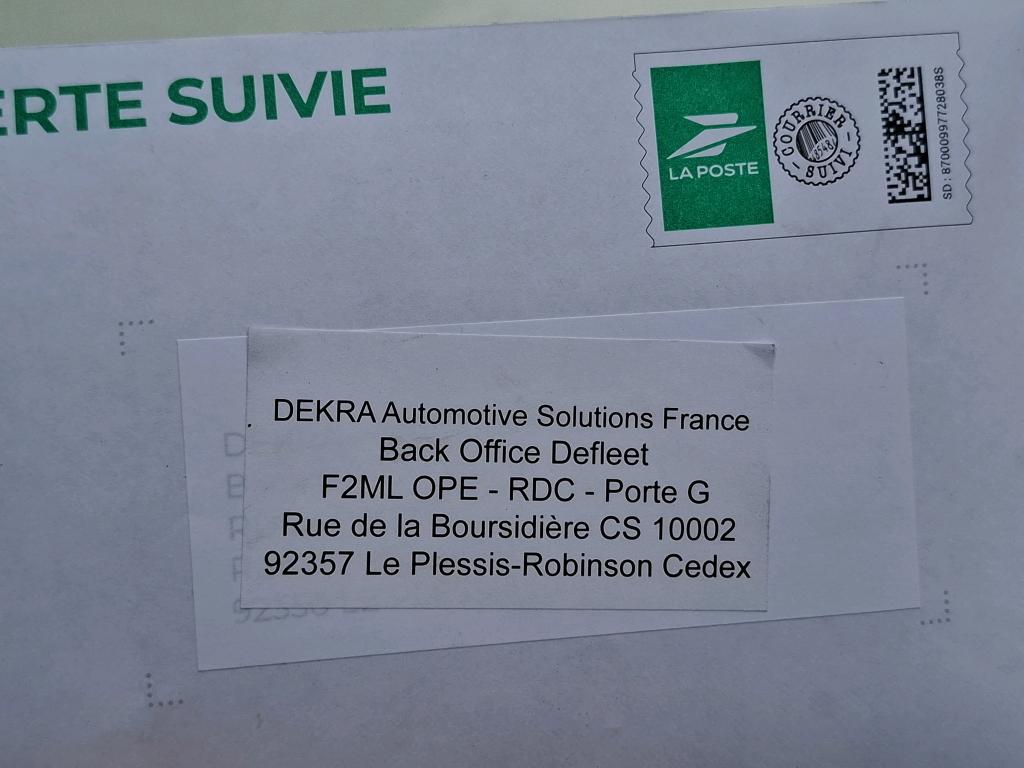 ERTE SUIVIE
LA POSTE
COURRIER
SUIVI
SD : 87000997728038S
DEKRA Automotive Solutions France
Back Office Defleet
F2ML OPE - RDC - Porte G
Rue de la Boursidière CS 10002
92357 Le Plessis-Robinson Cedex